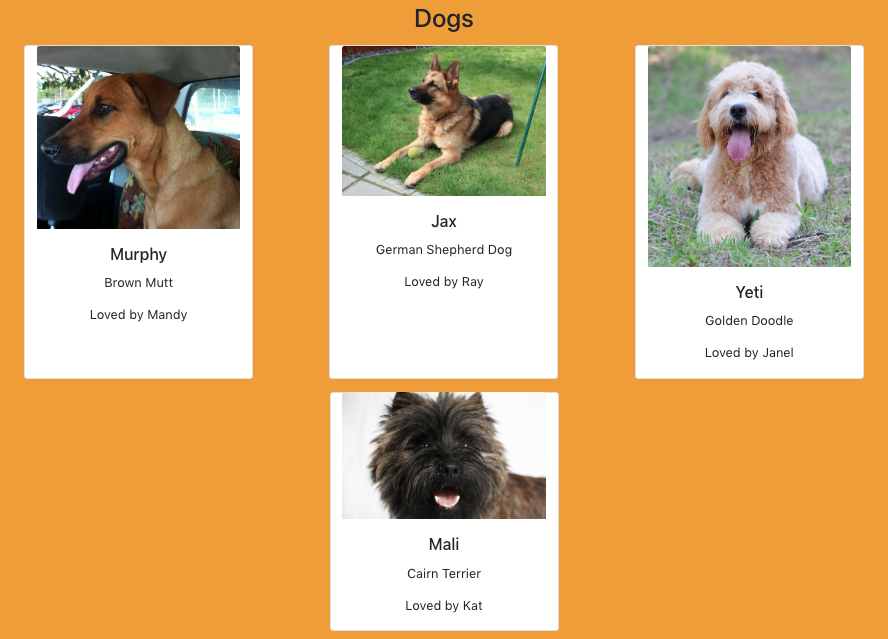 Dogs
Murphy
Brown Mutt
Loved by Mandy
Jax
German Shepherd Dog
Loved by Ray
Yeti
Golden Doodle
Loved by Janel
Mali
Cairn Terrier
Loved by Kat